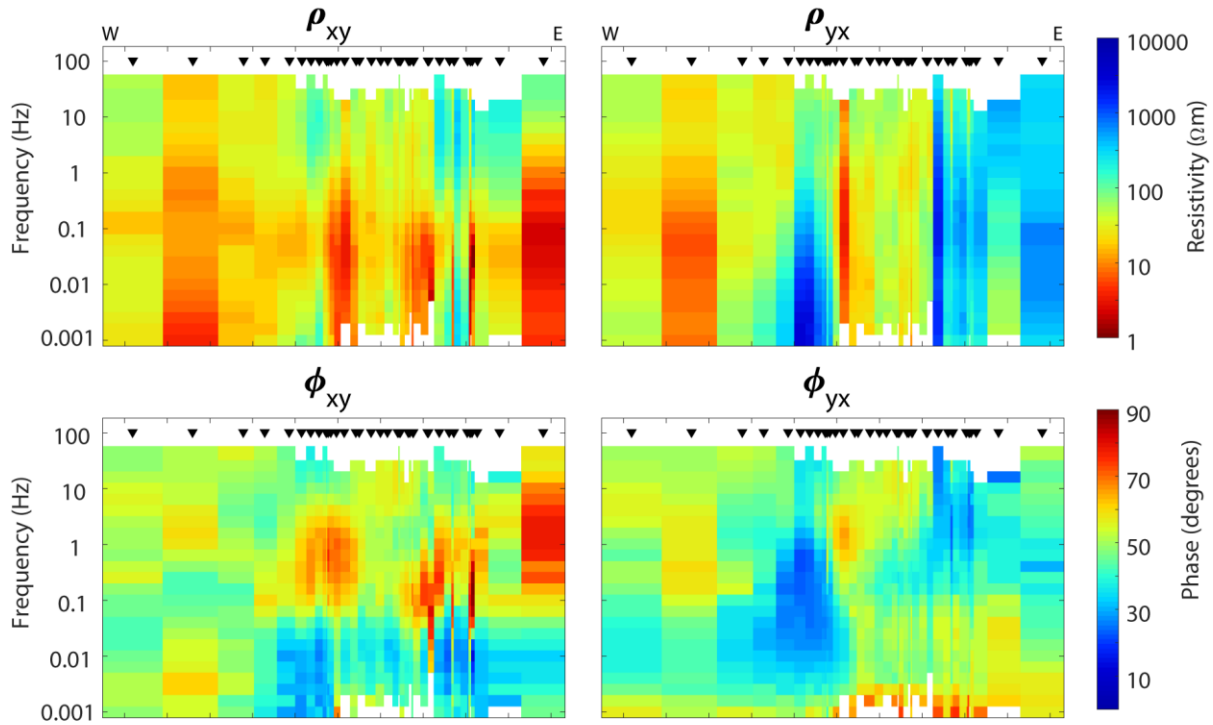 ρxy
ρyx
W
E
W
E
Frequency (Hz)
100
10
1
0.1
0.01
0.001
10000
1000
100
10
1
Resistivity (Ωm)
ϕxy
ϕyx
Frequency (Hz)
100
10
1
0.1
0.01
0.001
90
70
50
30
10
Phase (degrees)